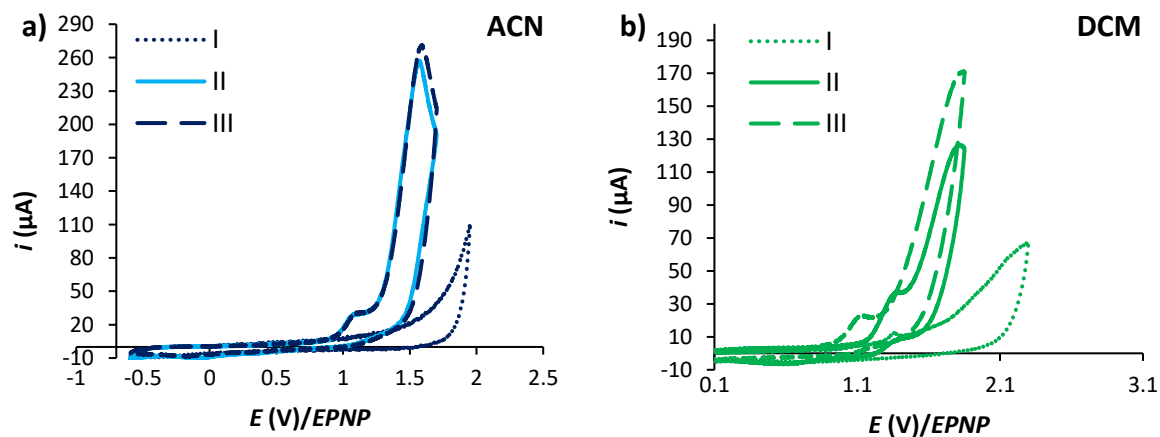 a)
ACN
I
II
III
290
260
230
200
170
140
110
80
50
20
-10
-1
-0.5
0
0.5
1
1.5
2
2.5
i (µA)
E (V)/EPNP
b)
DCM
I
II
III
190
170
150
130
110
90
70
50
30
10
-10
0.1
1.1
2.1
3.1
i (µA)
E (V)/EPNP